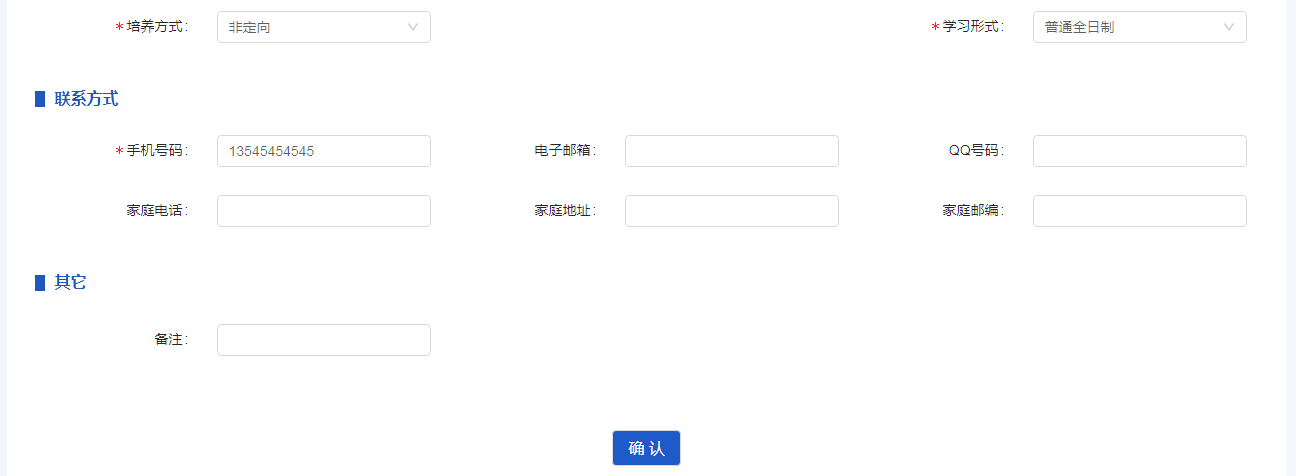 *培养方式: 非定向 *学习形式: 普通全日制
联系方式
*手机号码: 13545454545 电子邮箱: QQ号码:
家庭电话: 家庭地址: 家庭邮编:
其它
备注:
确认